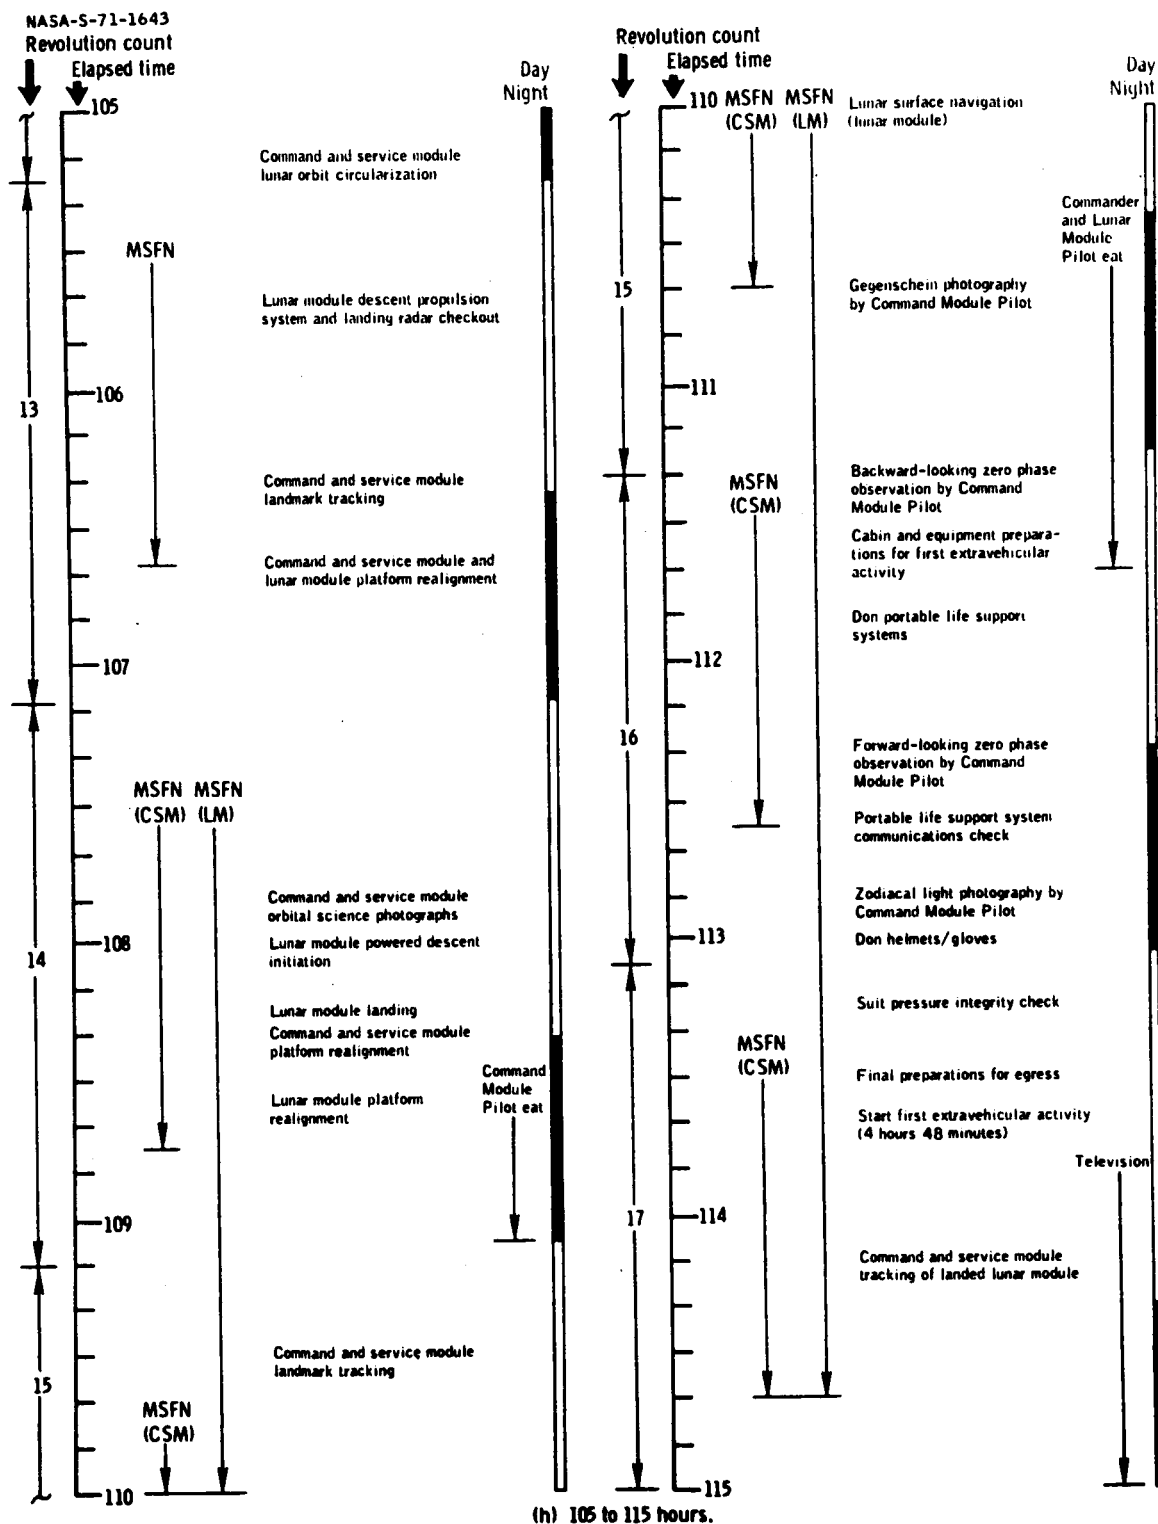 NASA-S-71-1643
Revolution count
Elapsed time
Day
Night
105
Command and service module
lunar orbit circularization
MSFN
Lunar module descent propulsion
system and landing radar checkout
106
13
Command and service module
landmark tracking
Command and service module and
lunar module platform realignment
107
MSFN
(CSM)
MSFN
(LM)
Command and service module
orbital science photographs
108
Lunar module powered descent
initiation
14
Lunar module landing
Command and service module
platform realignment
Command
Module
Pilot eat
Lunar module platform
realignment
109
Command and service module
landmark tracking
15
MSFN
(CSM)
110
Revolution count
Elapsed time
Day
Night
110
MSFN
(CSM)
MSFN
(LM)
Lunar surface navigation
(lunar module)
Commander
and Lunar
Module
Pilot eat
15
Gegenschein photography
by Command Module Pilot
111
MSFN
(CSM)
Backward-looking zero phase
observation by Command
Module Pilot
Cabin and equipment prepara-
tions for first extravehicular
activity
Don portable life support
systems
112
16
Forward-looking zero phase
observation by Command
Module Pilot
Portable life support system
communications check
Zodiacal light photography by
Command Module Pilot
113
Don helmets/gloves
Suit pressure integrity check
MSFN
(CSM)
Final preparations for egress
Start first extravehicular activity
(4 hours 48 minutes)
Television
17
114
Command and service module
tracking of landed lunar module
115
(h) 105 to 115 hours.